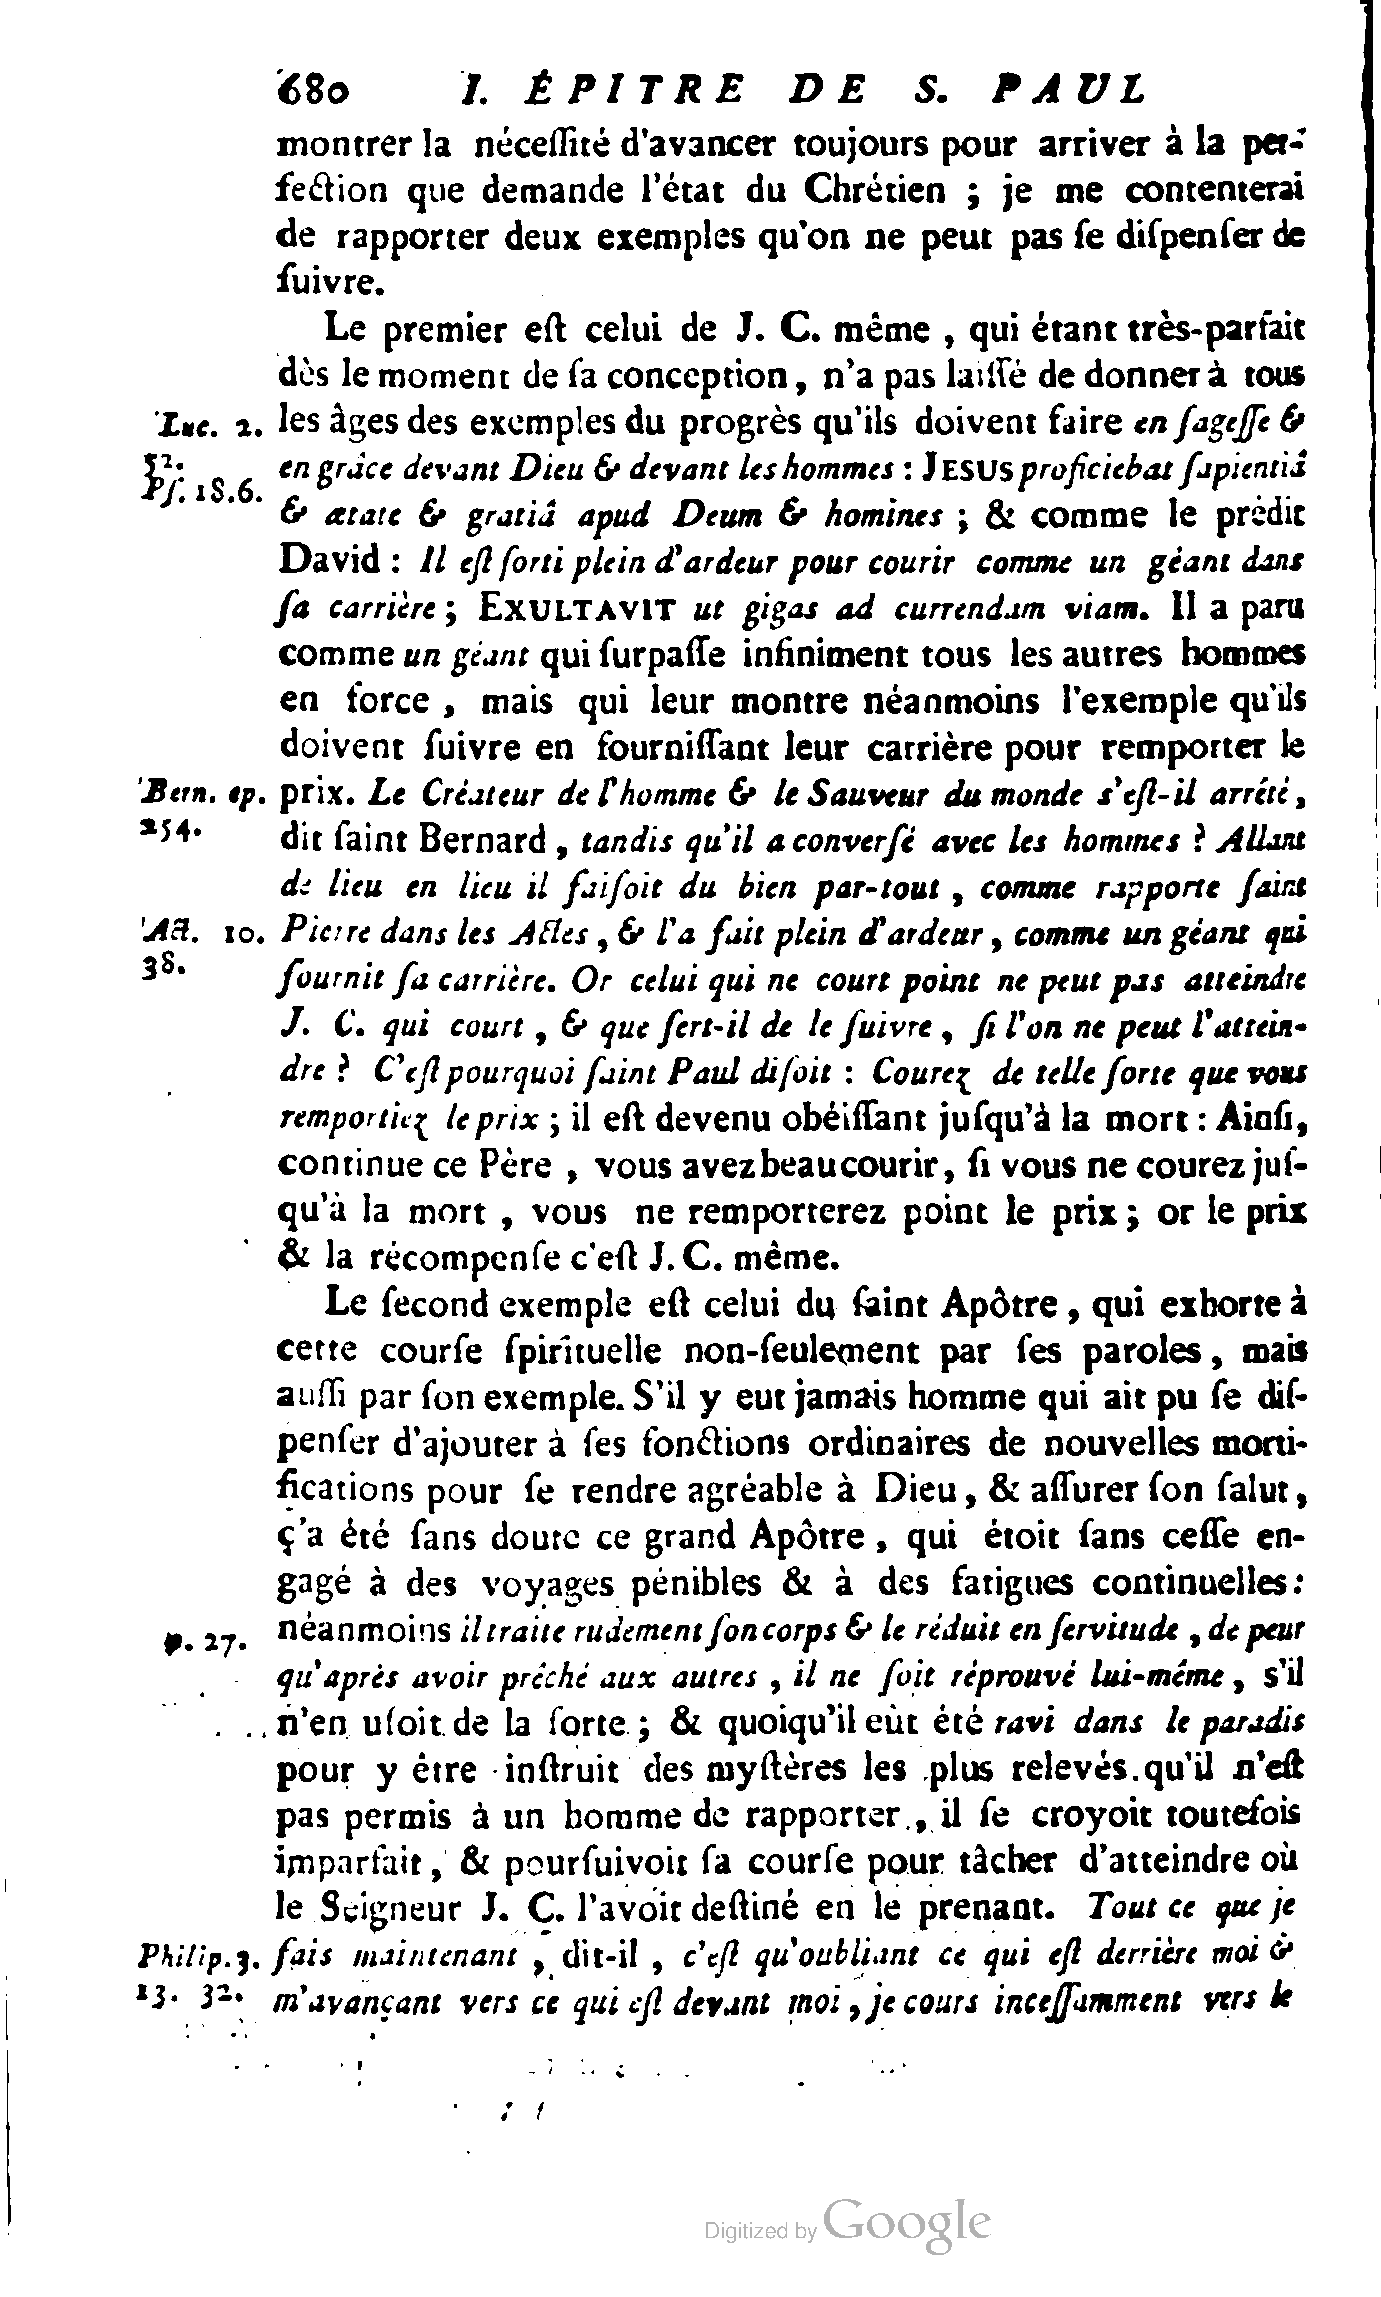 680 I. ÉPITRE DE S. PAUL
montrer la néceſſité d'avancer toujours pour arriver à la per-
fection que demande l'état du Chrétien ; je me contenterai
de rapporter deux exemples qu'on ne peut pas ſe diſpenſer de
ſuivre.
Le premier eſt celui de J. C. même , qui étant très-parfait
dès le moment de ſa conception, n'a pas laiſſé de donner à tous
Luc. 2. les âges des exemples du progrès qu'ils doivent faire en ſageſſe &
52. en grâce devant Dieu & devant les hommes : JESUS proficiebat ſapientiâ
Pſ. 18.6. & ætate & gratiâ apud Deum & homines ; & comme le prédit
David : Il eſt ſorti plein d'ardeur pour courir comme un géant dans
ſa carrière ; EXULTAVIT ut gigas ad currendam viam. Il a paru
comme un géant qui ſurpaſſe infiniment tous les autres hommes
en force , mais qui leur montre néanmoins l'exemple qu'ils
doivent ſuivre en fourniſſant leur carrière pour remporter le
Bern. ep. prix. Le Créateur de l'homme & le Sauveur du monde s'eſt-il arrété,
254. dit ſaint Bernard , tandis qu'il a converſé avec les hommes ? Allant
de lieu en lieu il faiſoit du bien par-tout , comme rapporte ſaint
Act. 10. Pierre dans les Actes , & l'a fait plein d'ardeur , comme un géant qui
38. fournit ſa carrière. Or celui qui ne court point ne peut pas atteindre
J. C. qui court , & que ſert-il de le ſuivre , ſi l'on ne peut l'attein-
dre ? C'eſt pourquoi ſaint Paul diſoit : Courez de telle ſorte que vous
remportiez le prix ; il eſt devenu obéiſſant juſqu'à la mort : Ainſi,
continue ce Père , vous avez beau courir, ſi vous ne courez juſ-
qu'à la mort , vous ne remporterez point le prix ; or le prix
& la récompenſe c'eſt J. C. même.
Le ſecond exemple eſt celui du ſaint Apôtre , qui exhorte à
cette courſe ſpirituelle non-ſeulement par ſes paroles, mais
auſſi par ſon exemple. S'il y eut jamais homme qui ait pu ſe diſ-
penſer d'ajouter à ſes fonctions ordinaires de nouvelles morti-
fications pour ſe rendre agréable à Dieu, & aſſurer ſon ſalut,
ç'a été ſans doute ce grand Apôtre , qui étoit ſans ceſſe en-
gagé à des voyages pénibles & à des fatigues continuelles :
℣. 27. néanmoins il traite rudement ſon corps & le réduit en ſervitude , de peur
qu'après avoir prêché aux autres , il ne ſoit réprouvé lui-même , s'il
n'en uſoit de la ſorte ; & quoiqu'il eût été ravi dans le paradis
pour y être inſtruit des myſtères les plus relevés qu'il n'eſt
pas permis à un homme de rapporter , il ſe croyoit toutefois
imparfait , & pourſuivoit ſa courſe pour tâcher d'atteindre où
le Seigneur J. C. l'avoit deſtiné en le prenant. Tout ce que je
Philip. 3. fais maintenant , dit-il , c'eſt qu'oubliant ce qui eſt derrière moi &
13. 32. m'avançant vers ce qui eſt devant moi , je cours inceſſamment vers le
Digitized by Google